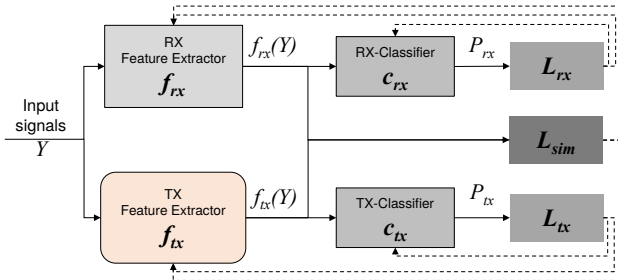 RX
Feature Extractor
f_rx
f_rx(Y)
RX-Classifier
c_rx
P_rx
L_rx
Input
signals
Y
L_sim
TX
Feature Extractor
f_tx
f_tx(Y)
TX-Classifier
c_tx
P_tx
L_tx